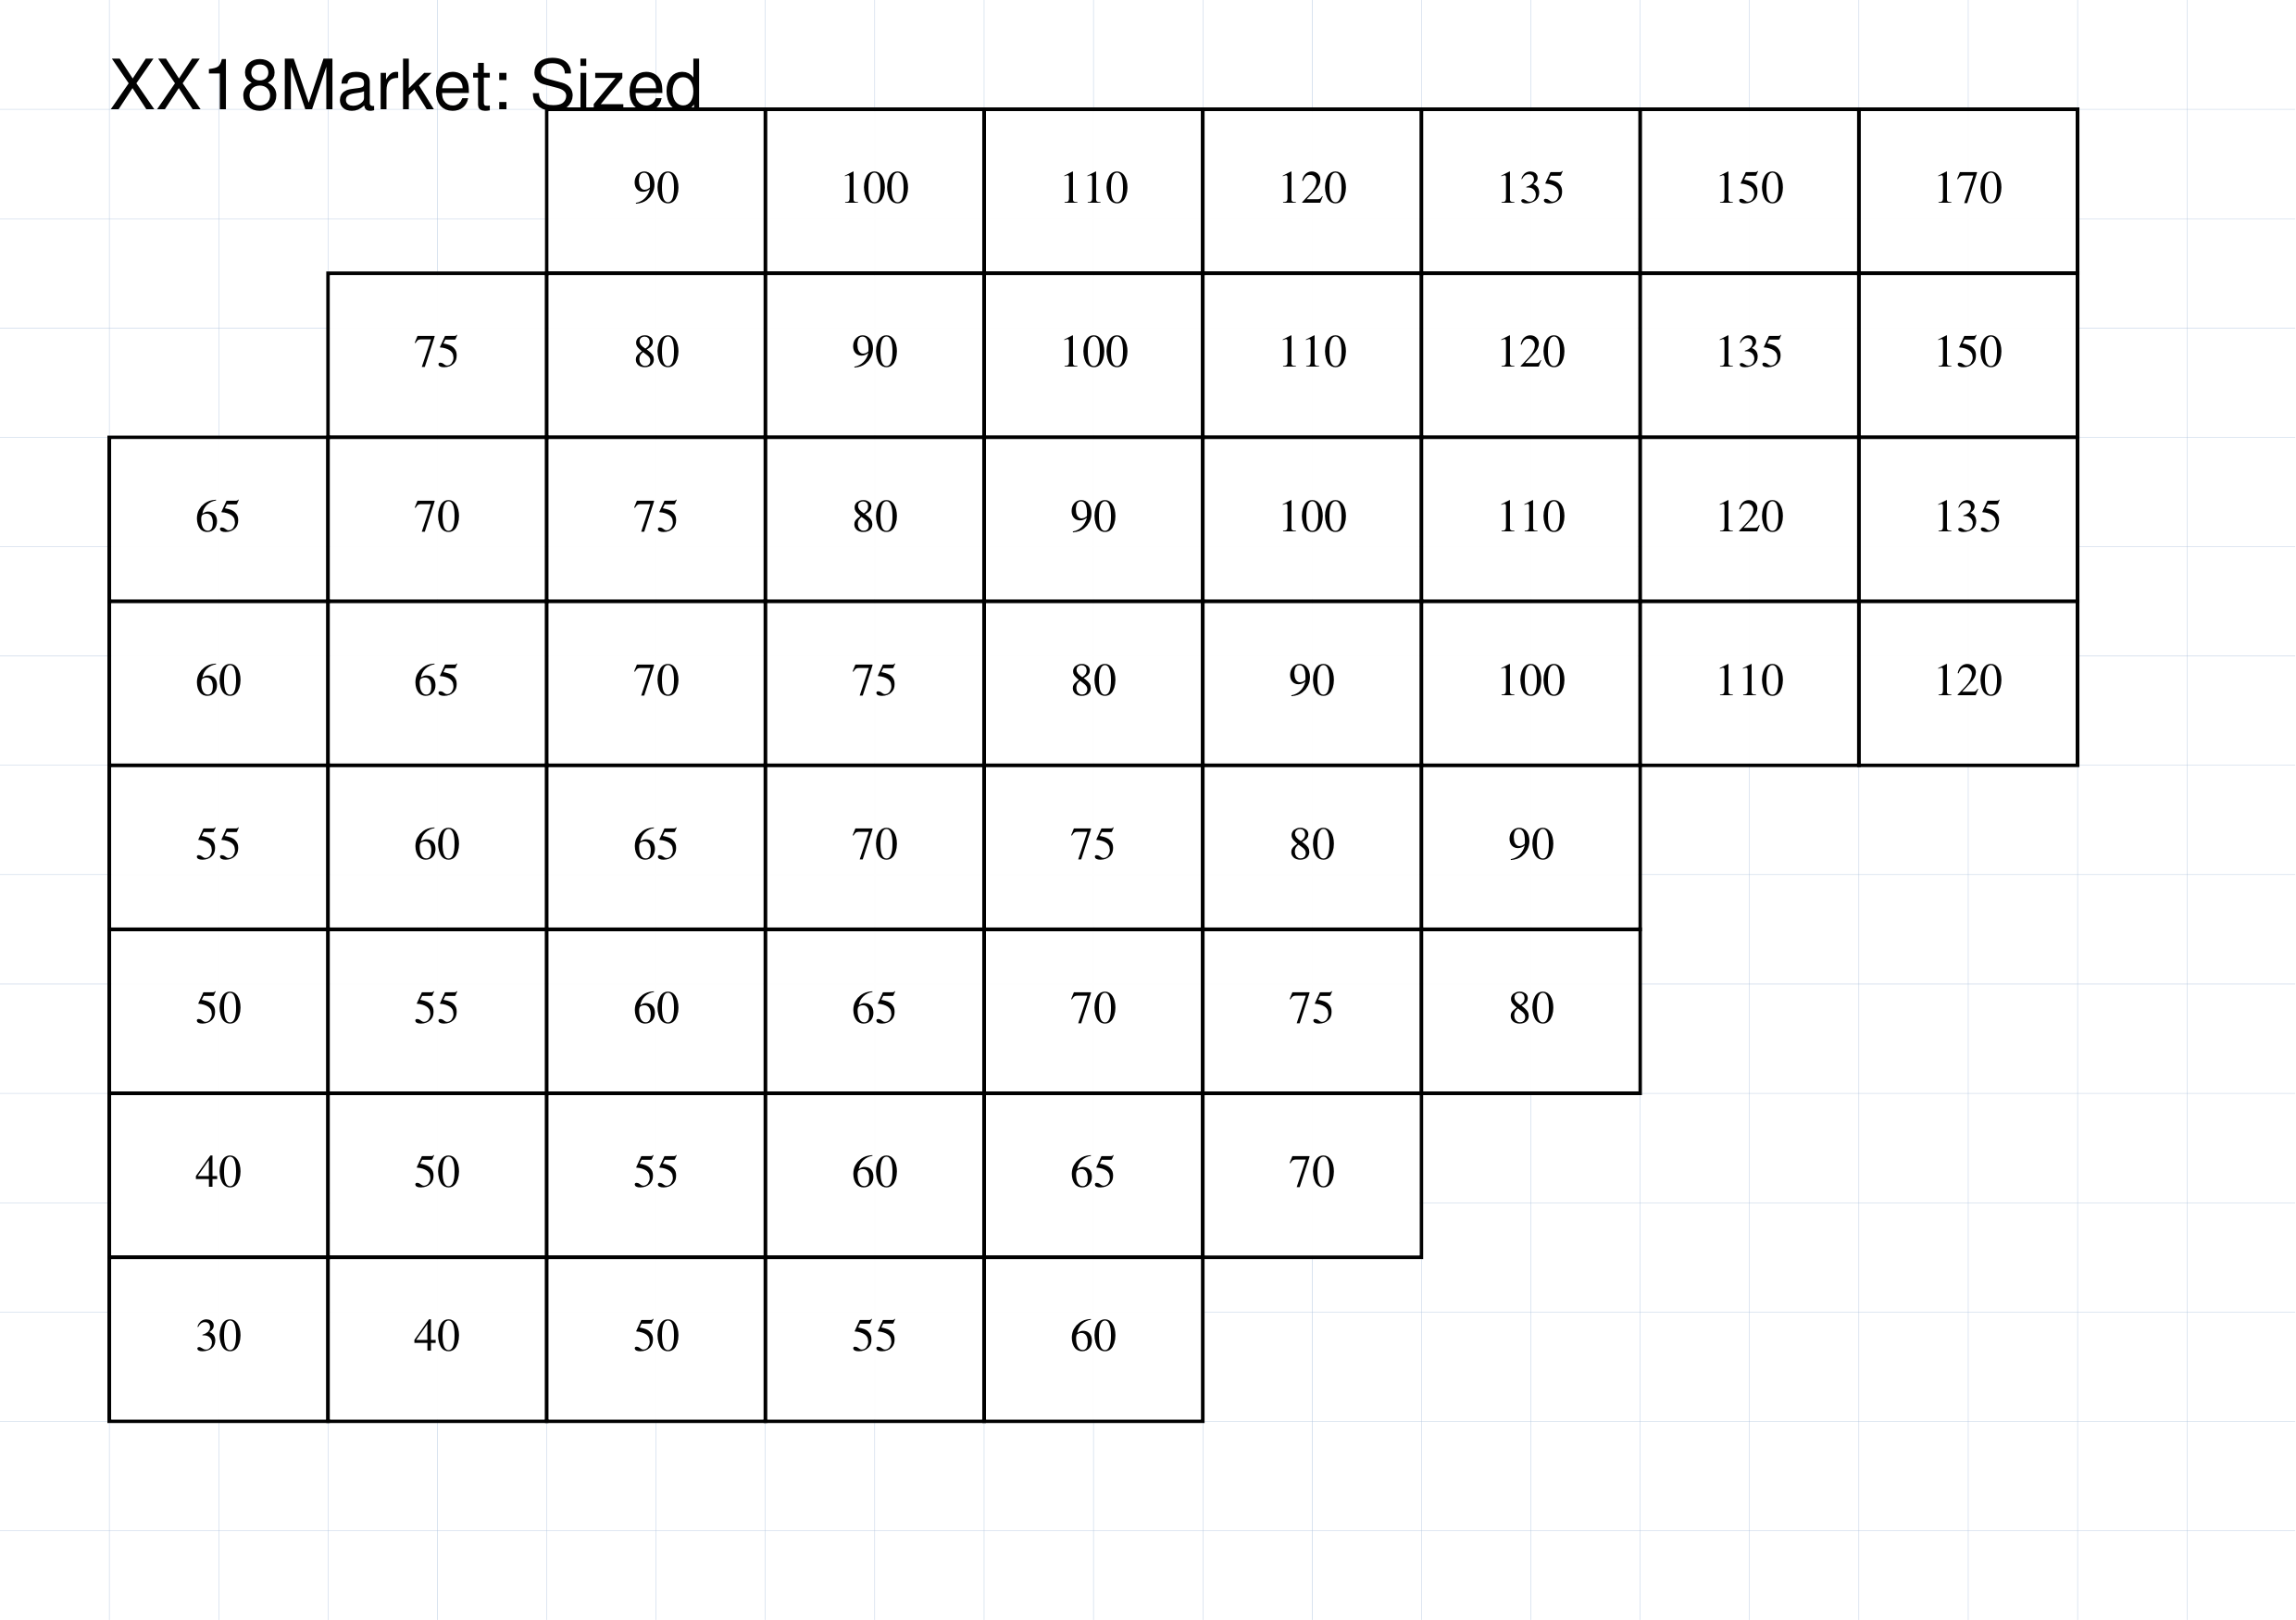 XX18Market: Sized
90 100 110 120 135 150 170
75 80 90 100 110 120 135 150
65 70 75 80 90 100 110 120 135
60 65 70 75 80 90 100 110 120
55 60 65 70 75 80 90
50 55 60 65 70 75 80
40 50 55 60 65 70
30 40 50 55 60